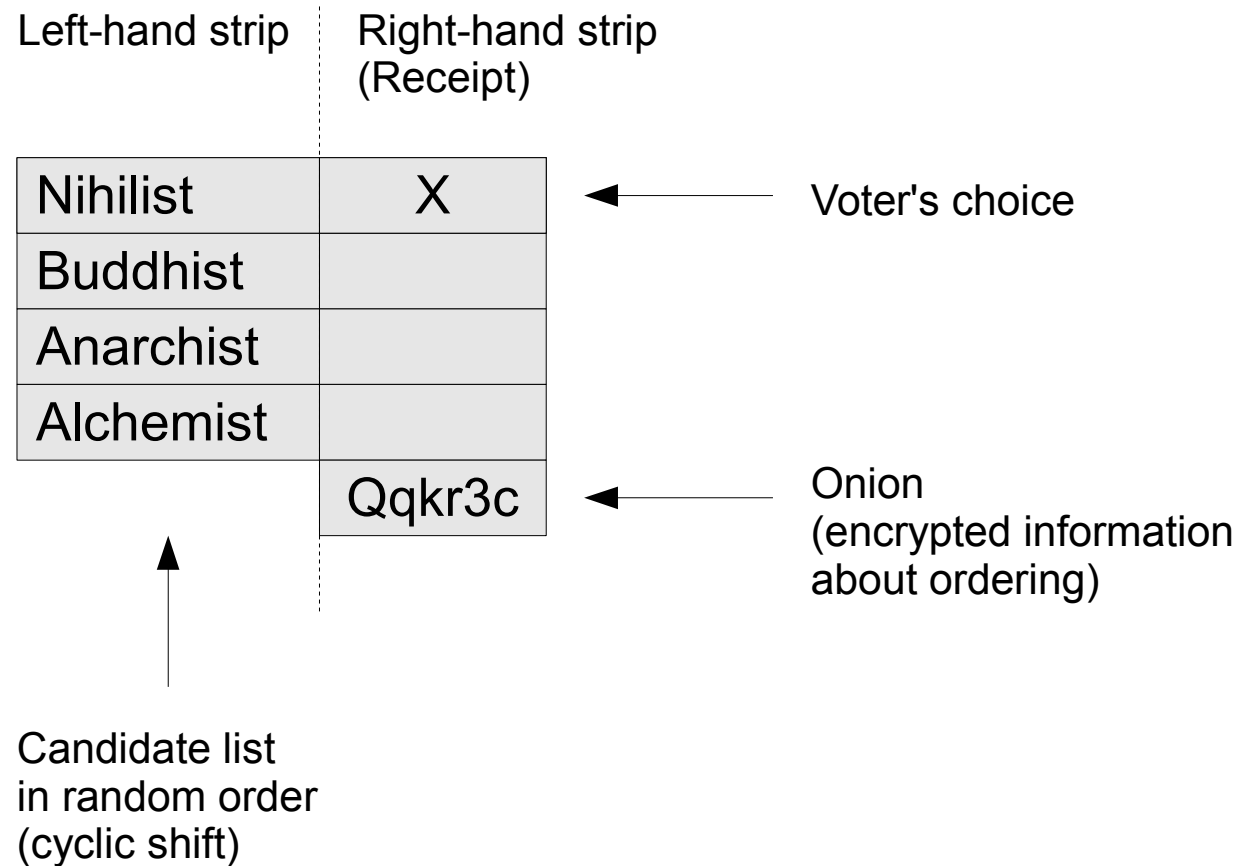 Left-hand strip
Right-hand strip
(Receipt)
Nihilist
X
Voter's choice
Buddhist
Anarchist
Alchemist
Qqkr3c
Onion
(encrypted information
about ordering)
Candidate list
in random order
(cyclic shift)